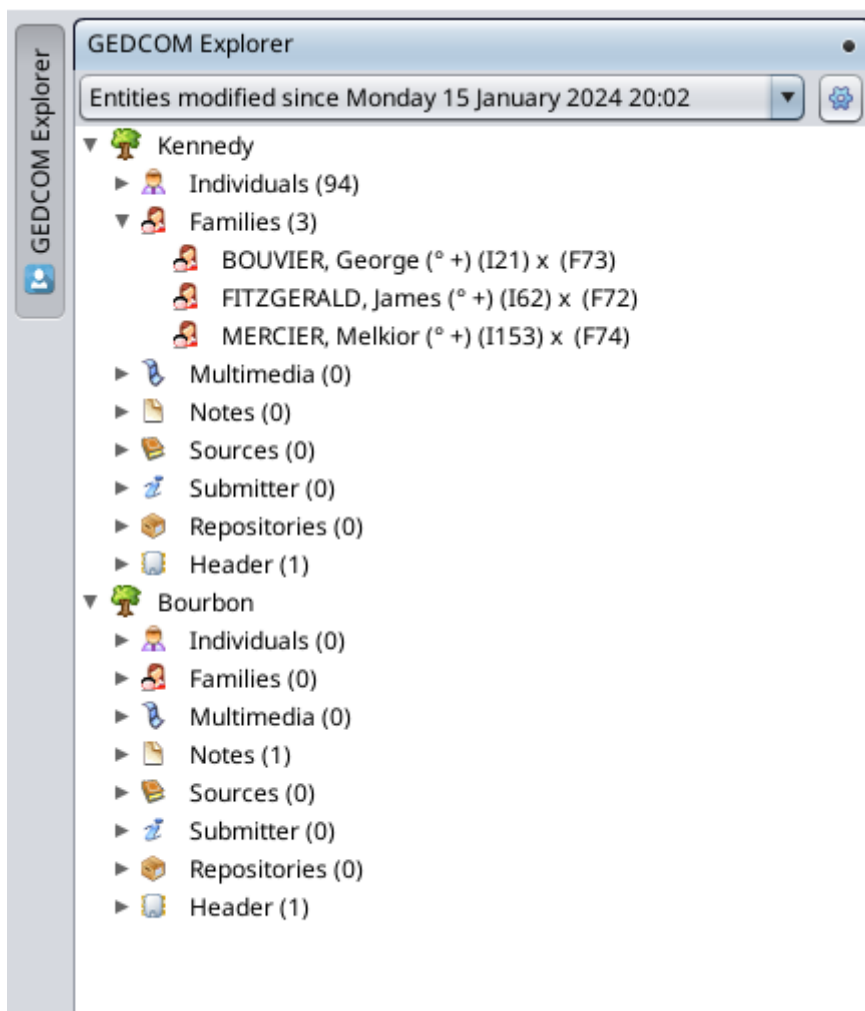 GEDCOM Explorer
GEDCOM Explorer
Entities modified since Monday 15 January 2024 20:02
Kennedy
Individuals (94)
Families (3)
BOUVIER, George (° +) (I21) x (F73)
FITZGERALD, James (° +) (I62) x (F72)
MERCIER, Melkior (° +) (I153) x (F74)
Multimedia (0)
Notes (0)
Sources (0)
Submitter (0)
Repositories (0)
Header (1)
Bourbon
Individuals (0)
Families (0)
Multimedia (0)
Notes (1)
Sources (0)
Submitter (0)
Repositories (0)
Header (1)